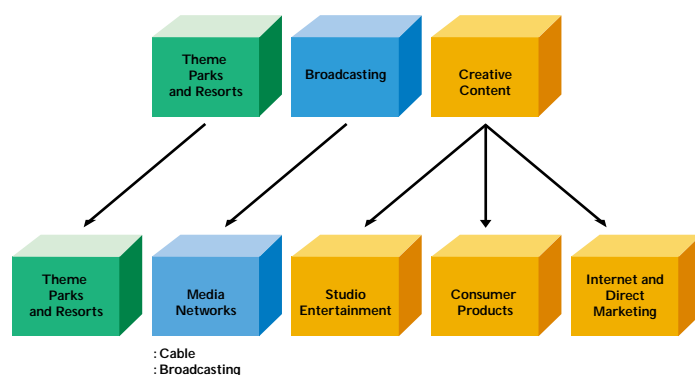 Theme
Parks
and Resorts
Broadcasting
Creative
Content
Theme
Parks
and Resorts
Media
Networks
Studio
Entertainment
Consumer
Products
Internet and
Direct
Marketing
: Cable
: Broadcasting